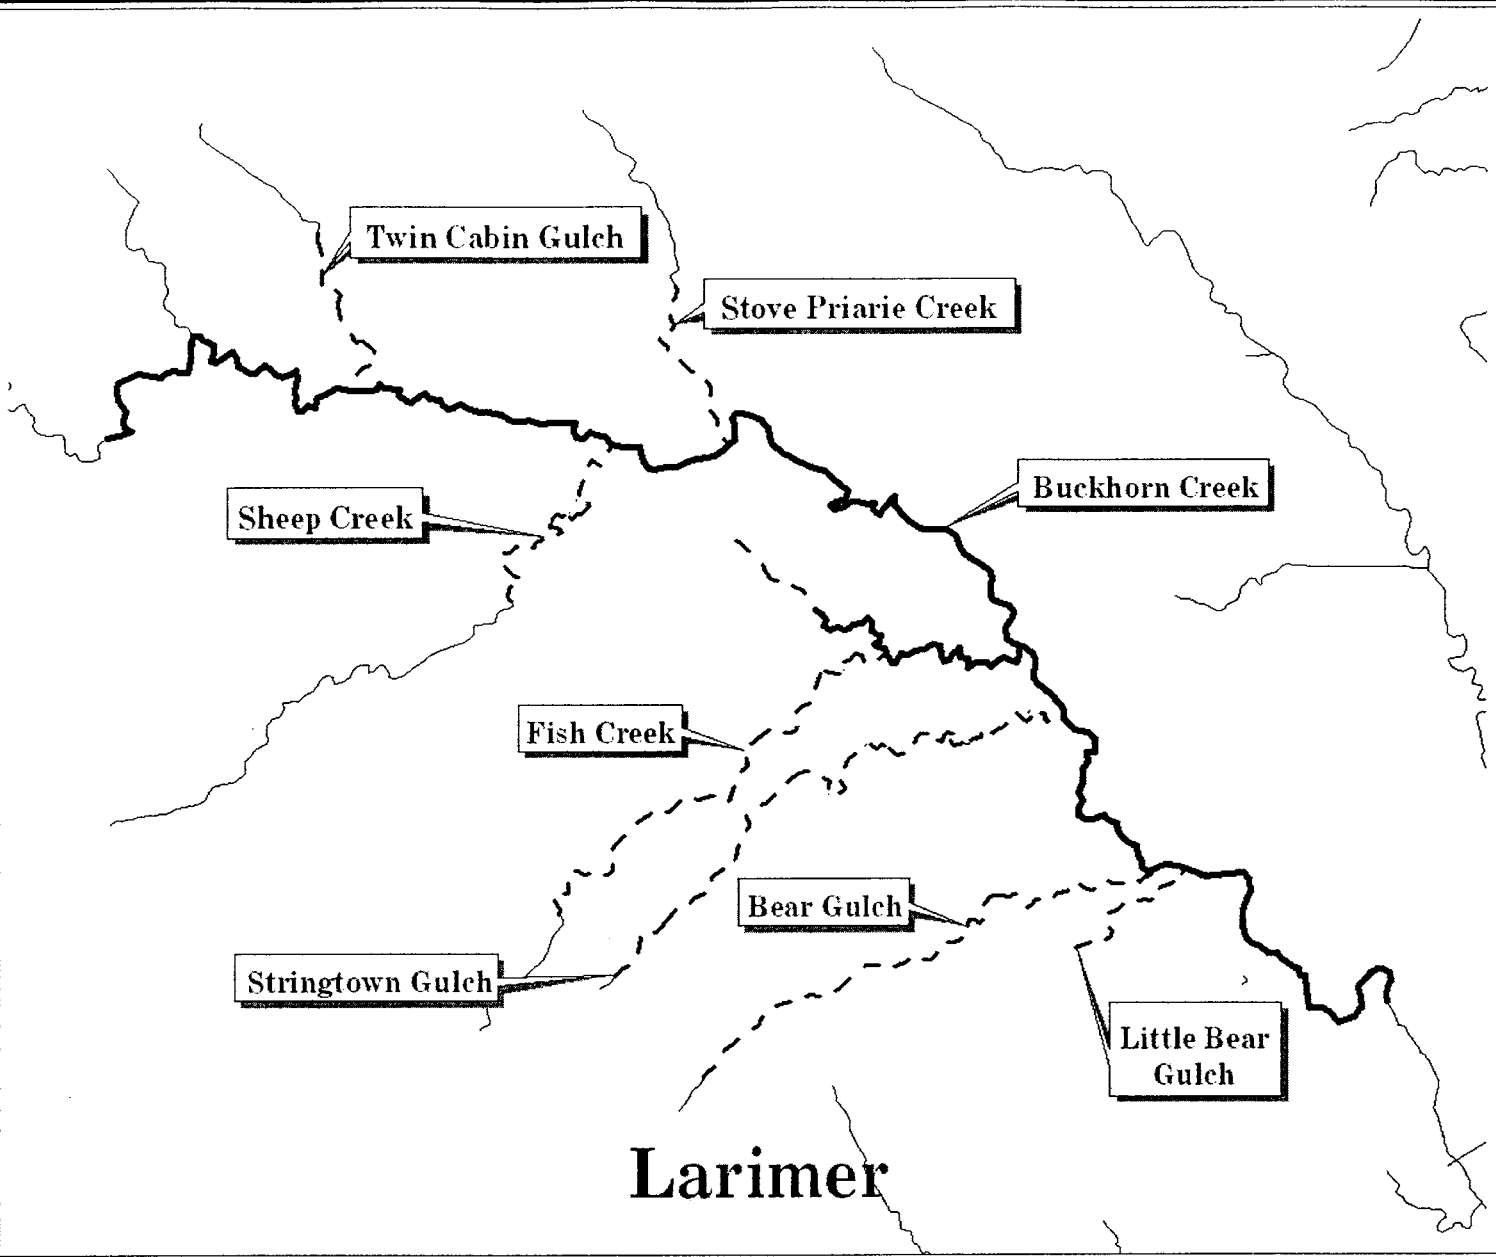 Twin Cabin Gulch
Stove Priarie Creek
Buckhorn Creek
Sheep Creek
Fish Creek
Bear Gulch
Stringtown Gulch
Little Bear
Gulch
Larimer